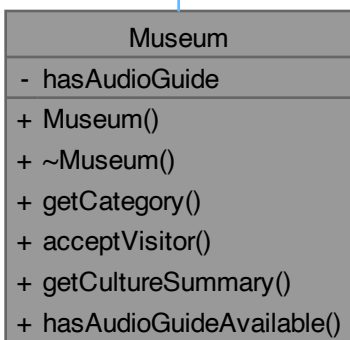 Museum
- hasAudioGuide
+ Museum()
+ ~Museum()
+ getCategory()
+ acceptVisitor()
+ getCultureSummary()
+ hasAudioGuideAvailable()